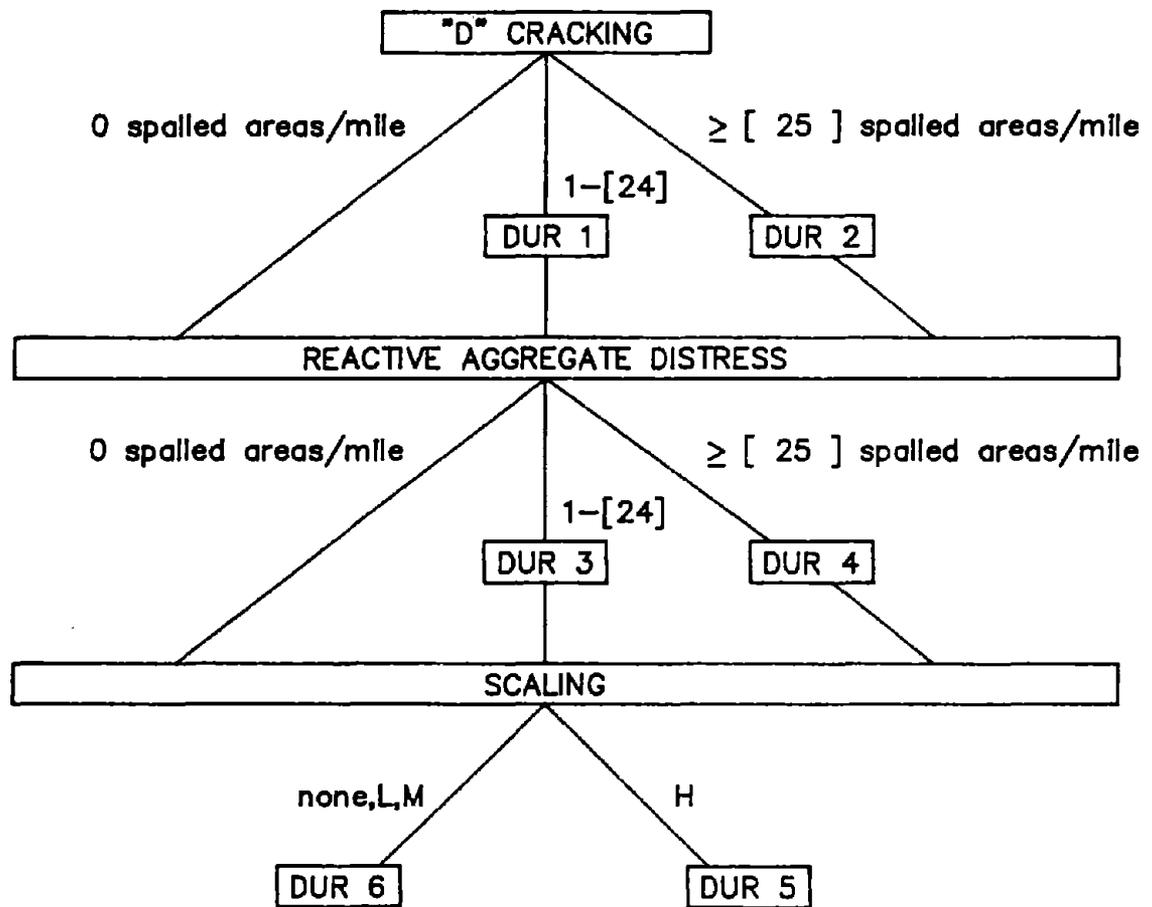 "D" CRACKING
0 spalled areas/mile
≥ [ 25 ] spalled areas/mile
1-[24]
DUR 1
DUR 2
REACTIVE AGGREGATE DISTRESS
0 spalled areas/mile
≥ [ 25 ] spalled areas/mile
1-[24]
DUR 3
DUR 4
SCALING
none,L,M
H
DUR 6
DUR 5